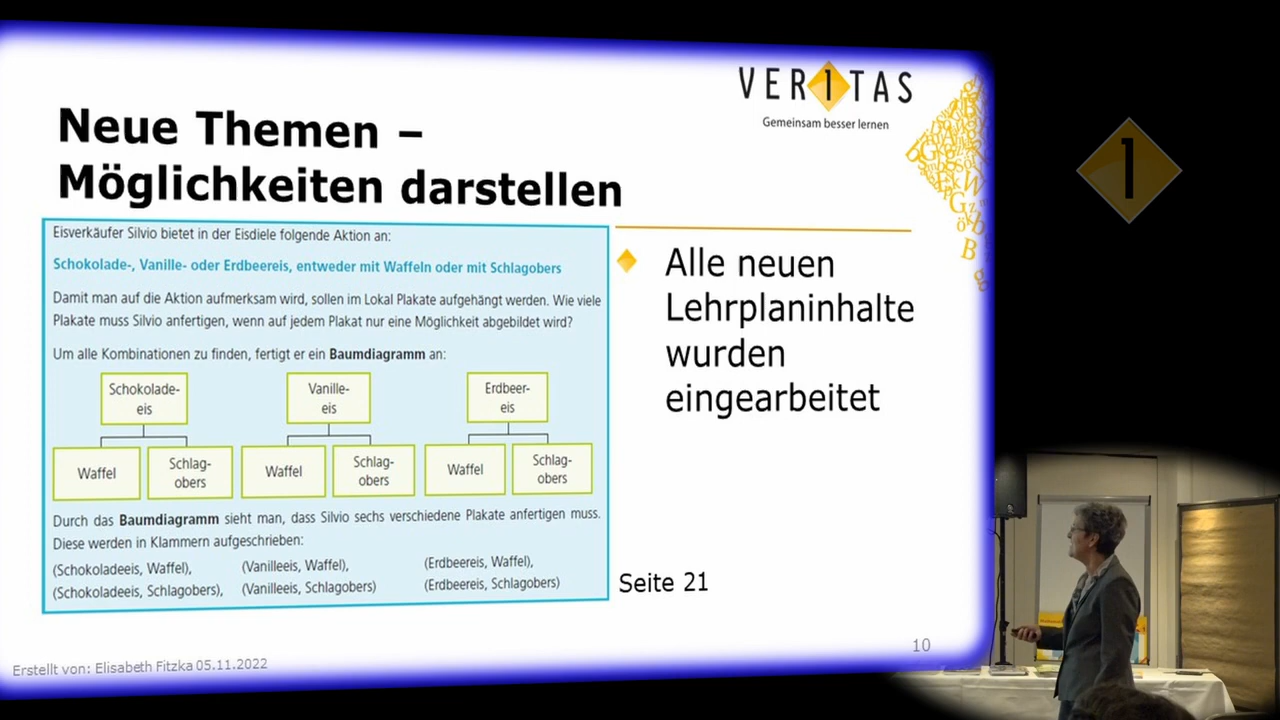 VER1TAS
Gemeinsam besser lernen
Neue Themen –
Möglichkeiten darstellen
Eisverkäufer Silvio bietet in der Eisdiele folgende Aktion an:
Schokolade-, Vanille- oder Erdbeereis, entweder mit Waffeln oder mit Schlagobers
Damit man auf die Aktion aufmerksam wird, sollen im Lokal Plakate aufgehängt werden. Wie viele
Plakate muss Silvio anfertigen, wenn auf jedem Plakat nur eine Möglichkeit abgebildet wird?
Um alle Kombinationen zu finden, fertigt er ein Baumdiagramm an:
Schokolade-
eis
Vanille-
eis
Erdbeer-
eis
Waffel
Schlag-
obers
Waffel
Schlag-
obers
Waffel
Schlag-
obers
Durch das Baumdiagramm sieht man, dass Silvio sechs verschiedene Plakate anfertigen muss.
Diese werden in Klammern aufgeschrieben:
(Schokoladeeis, Waffel), (Vanilleeis, Waffel), (Erdbeereis, Waffel),
(Schokoladeeis, Schlagobers), (Vanilleeis, Schlagobers) (Erdbeereis, Schlagobers)
Alle neuen
Lehrplaninhalte
wurden
eingearbeitet
Seite 21
10
Erstellt von: Elisabeth Fitzka 05.11.2022
1